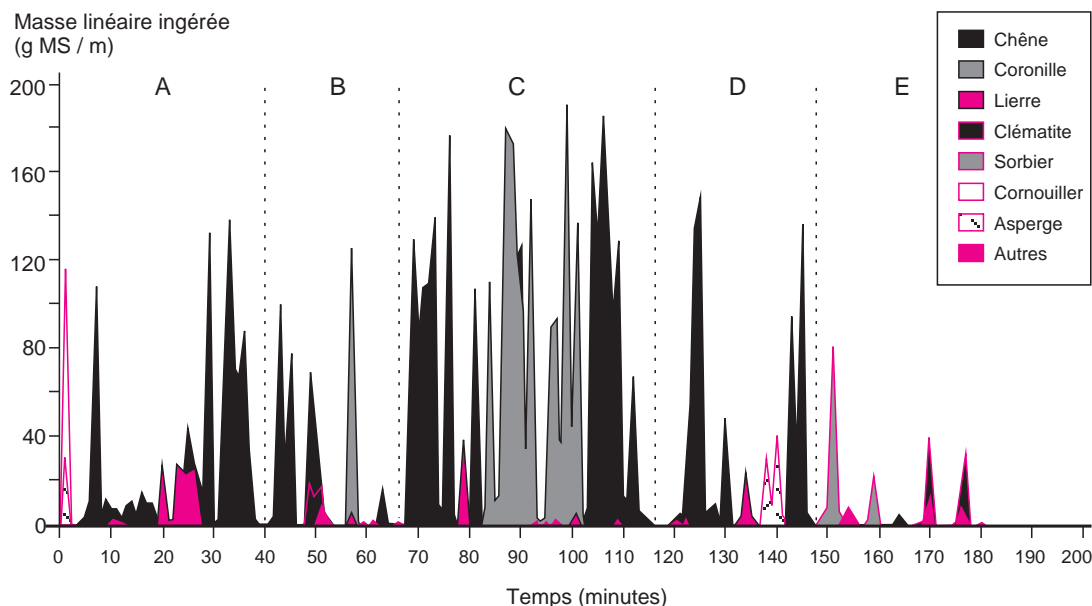 Masse linéaire ingérée
(g MS / m)
200
160
120
80
40
0
A
B
C
D
E
Chêne
Coronille
Lierre
Clématite
Sorbier
Cornouiller
Asperge
Autres
0 10 20 30 40 50 60 70 80 90 100 110 120 130 140 150 160 170 180 190 200
Temps (minutes)